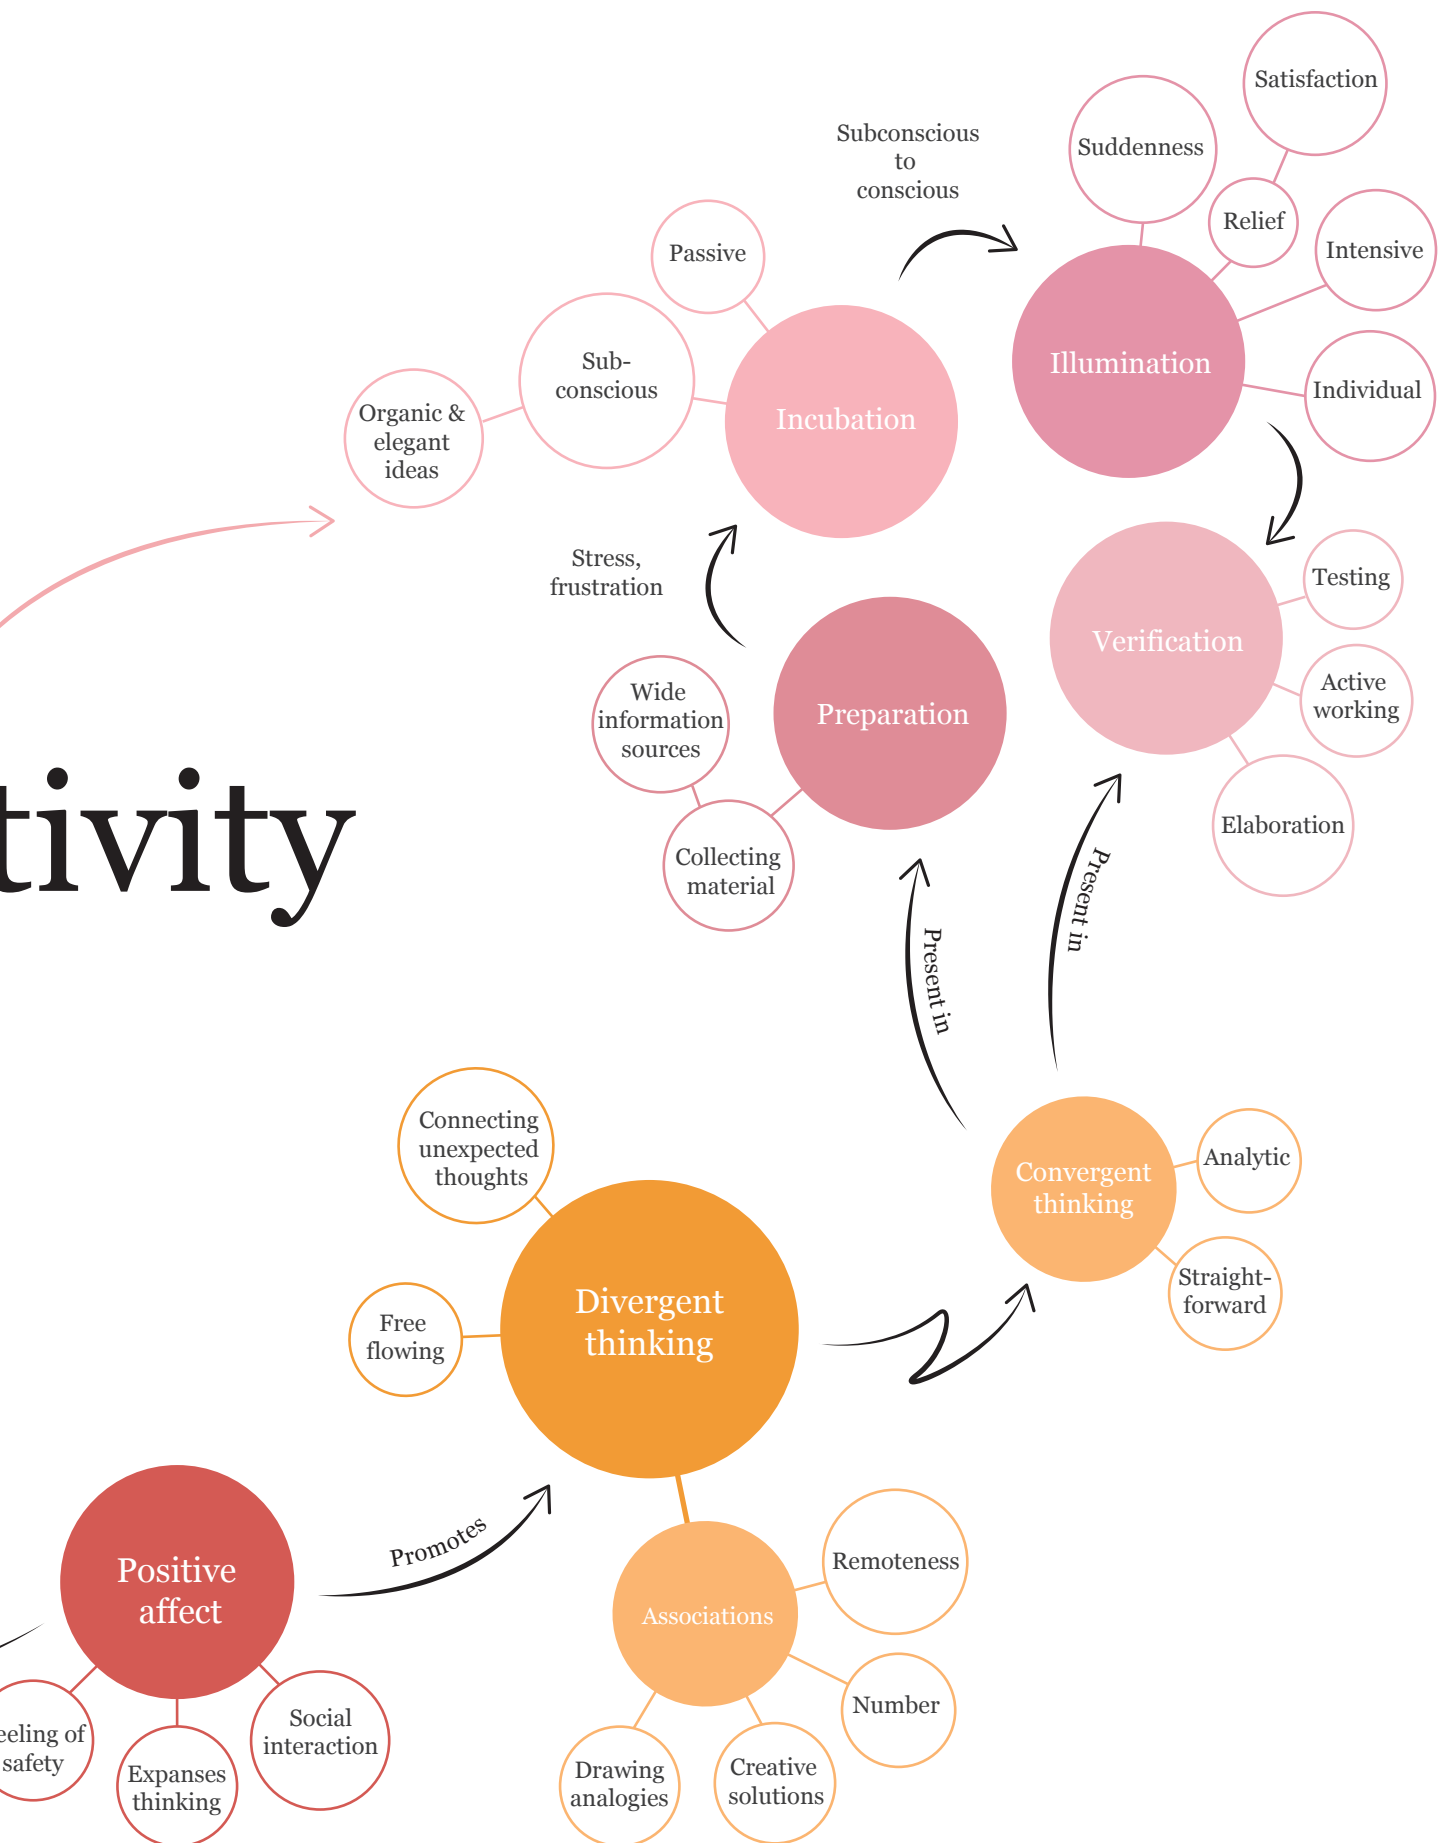 Satisfaction
Suddenness
Subconscious
to
conscious
Relief
Intensive
Passive
Illumination
Individual
Sub-
conscious
Incubation
Organic &
elegant
ideas
Stress,
frustration
Testing
Verification
Active
working
Wide
information
sources
Preparation
Elaboration
Collecting
material
tivity
Present in
Present in
Connecting
unexpected
thoughts
Convergent
thinking
Analytic
Straight-
forward
Divergent
thinking
Free
flowing
Promotes
Positive
affect
Remoteness
Associations
Number
Social
interaction
eeling of
safety
Expanses
thinking
Drawing
analogies
Creative
solutions